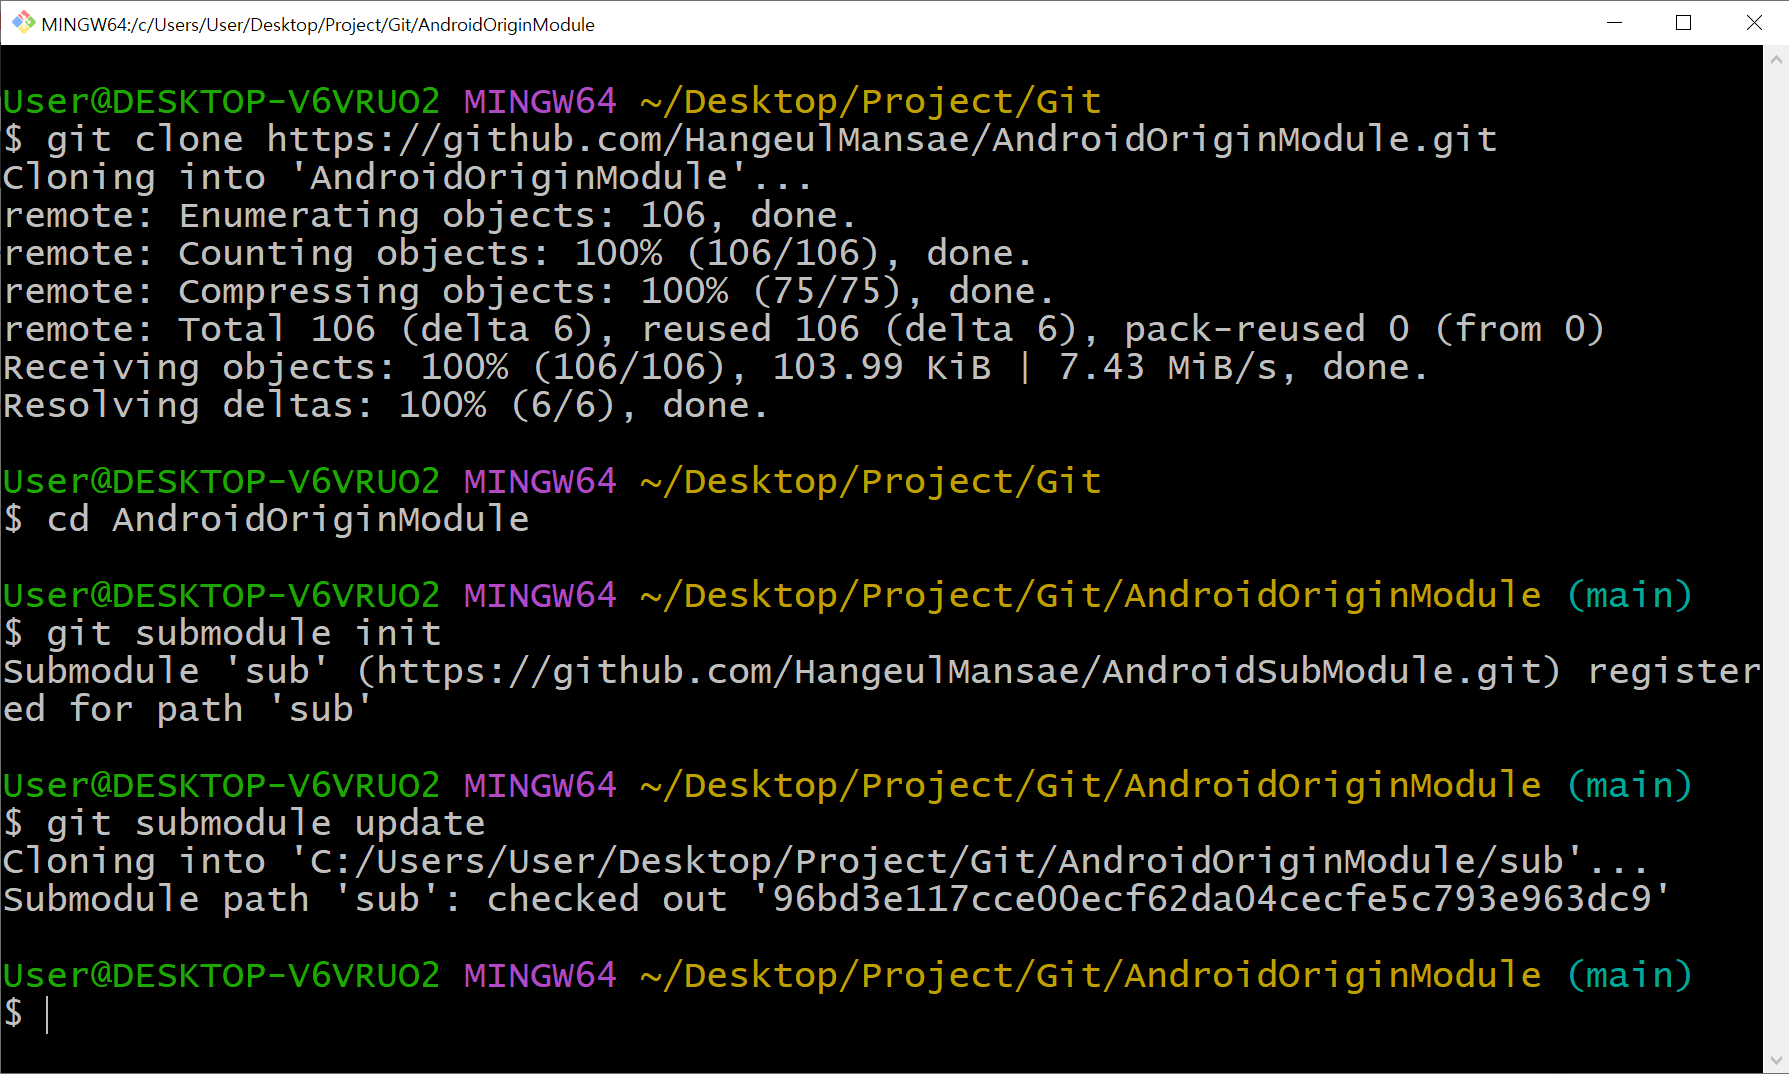 MINGW64:/c/Users/User/Desktop/Project/Git/AndroidOriginModule
User@DESKTOP-V6VRUO2 MINGW64 ~/Desktop/Project/Git
$ git clone https://github.com/HangeulMansae/AndroidOriginModule.git
Cloning into 'AndroidOriginModule'...
remote: Enumerating objects: 106, done.
remote: Counting objects: 100% (106/106), done.
remote: Compressing objects: 100% (75/75), done.
remote: Total 106 (delta 6), reused 106 (delta 6), pack-reused 0 (from 0)
Receiving objects: 100% (106/106), 103.99 KiB | 7.43 MiB/s, done.
Resolving deltas: 100% (6/6), done.
User@DESKTOP-V6VRUO2 MINGW64 ~/Desktop/Project/Git
$ cd AndroidOriginModule
User@DESKTOP-V6VRUO2 MINGW64 ~/Desktop/Project/Git/AndroidOriginModule (main)
$ git submodule init
Submodule 'sub' (https://github.com/HangeulMansae/AndroidSubModule.git) register
ed for path 'sub'
User@DESKTOP-V6VRUO2 MINGW64 ~/Desktop/Project/Git/AndroidOriginModule (main)
$ git submodule update
Cloning into 'C:/Users/User/Desktop/Project/Git/AndroidOriginModule/sub'...
Submodule path 'sub': checked out '96bd3e117cce00ecf62da04cecfe5c793e963dc9'
User@DESKTOP-V6VRUO2 MINGW64 ~/Desktop/Project/Git/AndroidOriginModule (main)
$